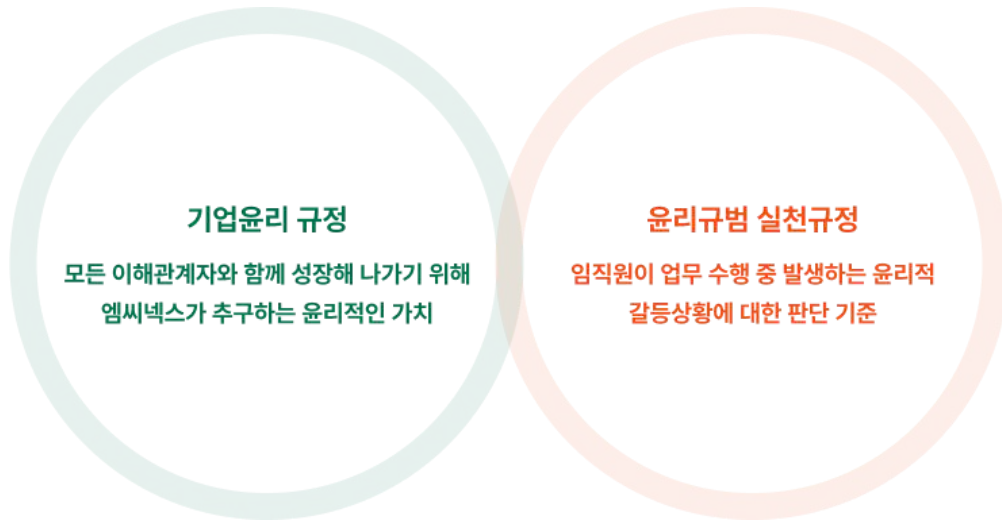 기업윤리 규정
모든 이해관계자와 함께 성장해 나가기 위해
엠씨넥스가 추구하는 윤리적인 가치
윤리규범 실천규정
임직원이 업무 수행 중 발생하는 윤리적
갈등상황에 대한 판단 기준